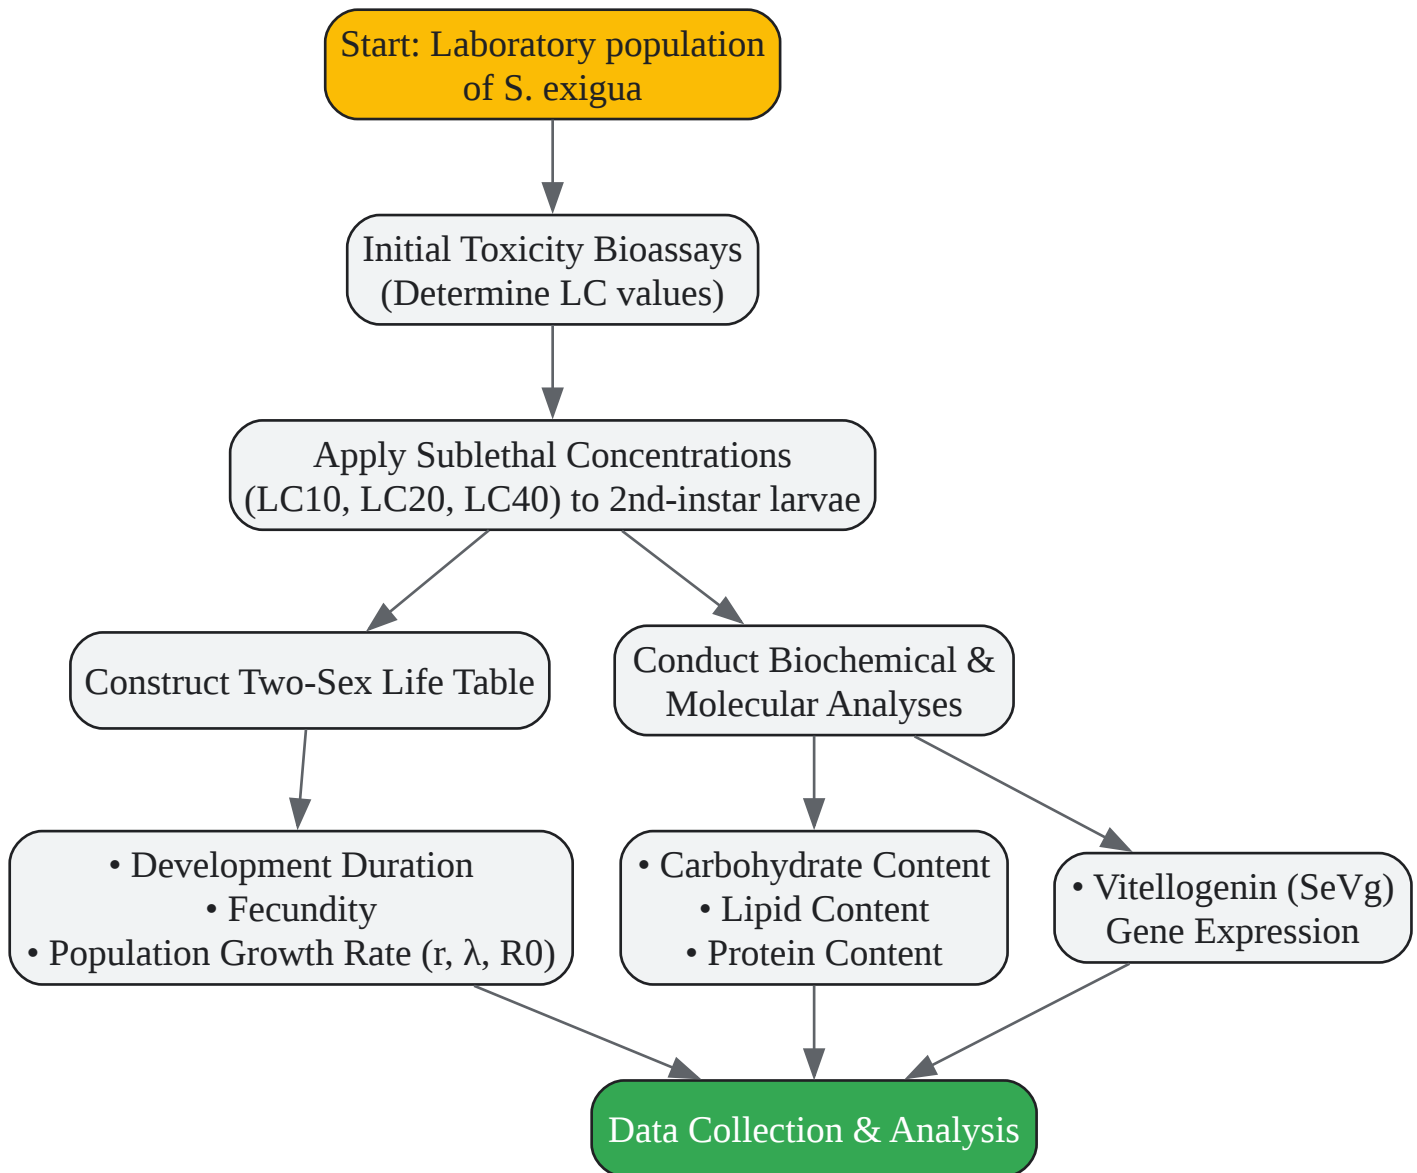 Start: Laboratory population
of S. exigua
Initial Toxicity Bioassays
(Determine LC values)
Apply Sublethal Concentrations
(LC10, LC20, LC40) to 2nd-instar larvae
Construct Two-Sex Life Table
Conduct Biochemical &
Molecular Analyses
• Development Duration
• Fecundity
• Population Growth Rate (r, λ, R0)
• Carbohydrate Content
• Lipid Content
• Protein Content
• Vitellogenin (SeVg)
Gene Expression
Data Collection & Analysis